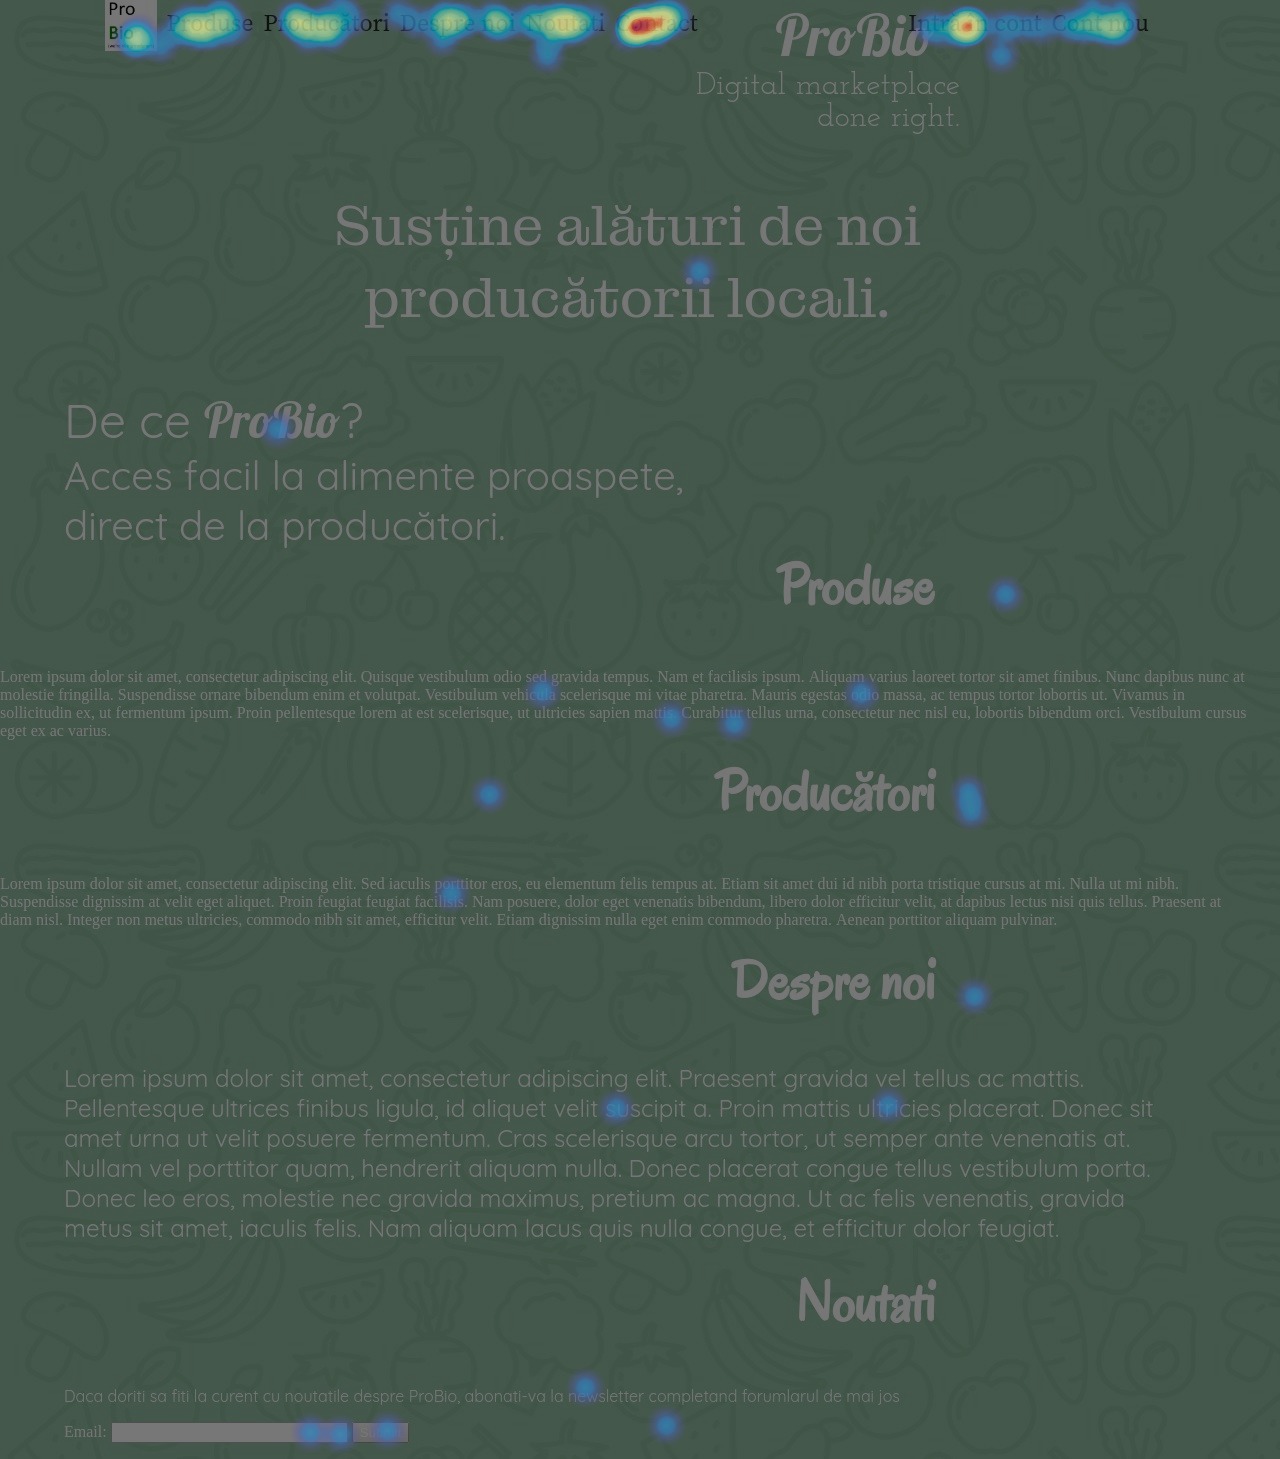 Pro
Bio
Produse Producători Despre noi Noutati Contact Intra in cont Cont nou
ProBio
Digital marketplace
done right.
Susține alături de noi
producătorii locali.
De ce ProBio?
Acces facil la alimente proaspete,
direct de la producători.
Produse
Lorem ipsum dolor sit amet, consectetur adipiscing elit. Quisque vestibulum odio sed gravida tempus. Nam et facilisis ipsum. Aliquam varius laoreet tortor sit amet finibus. Nunc dapibus nunc at
molestie fringilla. Suspendisse ornare bibendum enim et volutpat. Vestibulum vehicula scelerisque mi vitae pharetra. Mauris egestas odio massa, ac tempus tortor lobortis ut. Vivamus in
sollicitudin ex, ut fermentum ipsum. Proin pellentesque lorem at est scelerisque, ut ultricies sapien mattis. Curabitur tellus urna, consectetur nec nisl eu, lobortis bibendum orci. Vestibulum cursus
eget ex ac varius.
Producători
Lorem ipsum dolor sit amet, consectetur adipiscing elit. Sed iaculis porttitor eros, eu elementum felis tempus at. Etiam sit amet dui id nibh porta tristique cursus at mi. Nulla ut mi nibh.
Suspendisse dignissim at velit eget aliquet. Proin feugiat feugiat facilisis. Nam posuere, dolor eget venenatis bibendum, libero dolor efficitur velit, at dapibus lectus nisi quis tellus. Praesent at
diam nisl. Integer non metus ultricies, commodo nibh sit amet, efficitur velit. Etiam dignissim nulla eget enim commodo pharetra. Aenean porttitor aliquam pulvinar.
Despre noi
Lorem ipsum dolor sit amet, consectetur adipiscing elit. Praesent gravida vel tellus ac mattis.
Pellentesque ultrices finibus ligula, id aliquet velit suscipit a. Proin mattis ultricies placerat. Donec sit
amet urna ut velit posuere fermentum. Cras scelerisque arcu tortor, ut semper ante venenatis at.
Nullam vel porttitor quam, hendrerit aliquam nulla. Donec placerat congue tellus vestibulum porta.
Donec leo eros, molestie nec gravida maximus, pretium ac magna. Ut ac felis venenatis, gravida
metus sit amet, iaculis felis. Nam aliquam lacus quis nulla congue, et efficitur dolor feugiat.
Noutati
Daca doriti sa fiti la curent cu noutatile despre ProBio, abonati-va la newsletter completand forumlarul de mai jos
Email: